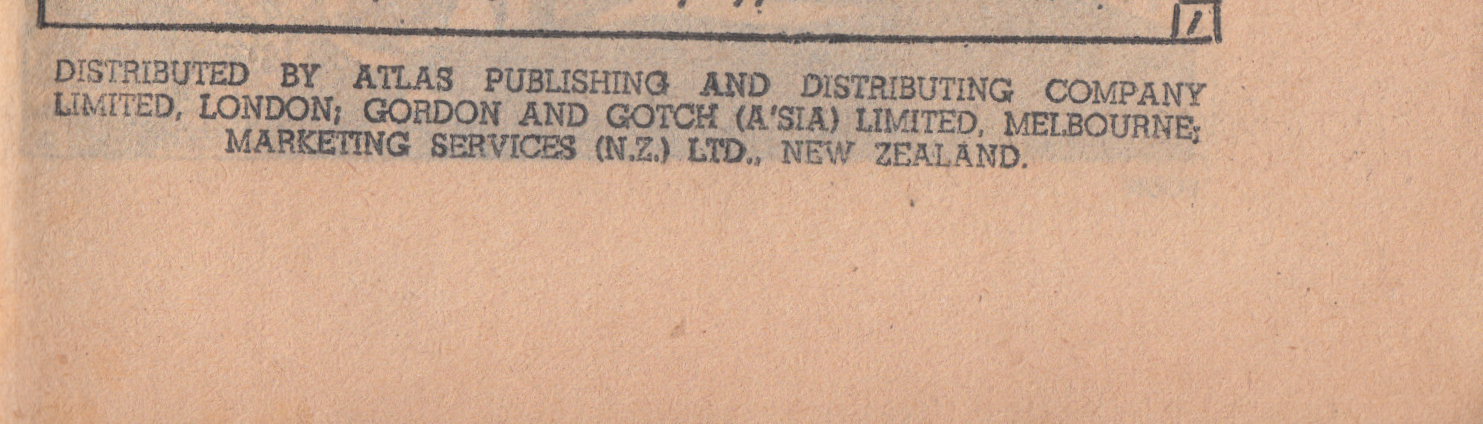 1
DISTRIBUTED BY ATLAS PUBLISHING AND DISTRIBUTING COMPANY
LIMITED, LONDON; GORDON AND GOTCH (A'SIA) LIMITED, MELBOURNE;
MARKETING SERVICES (N.Z.) LTD., NEW ZEALAND.